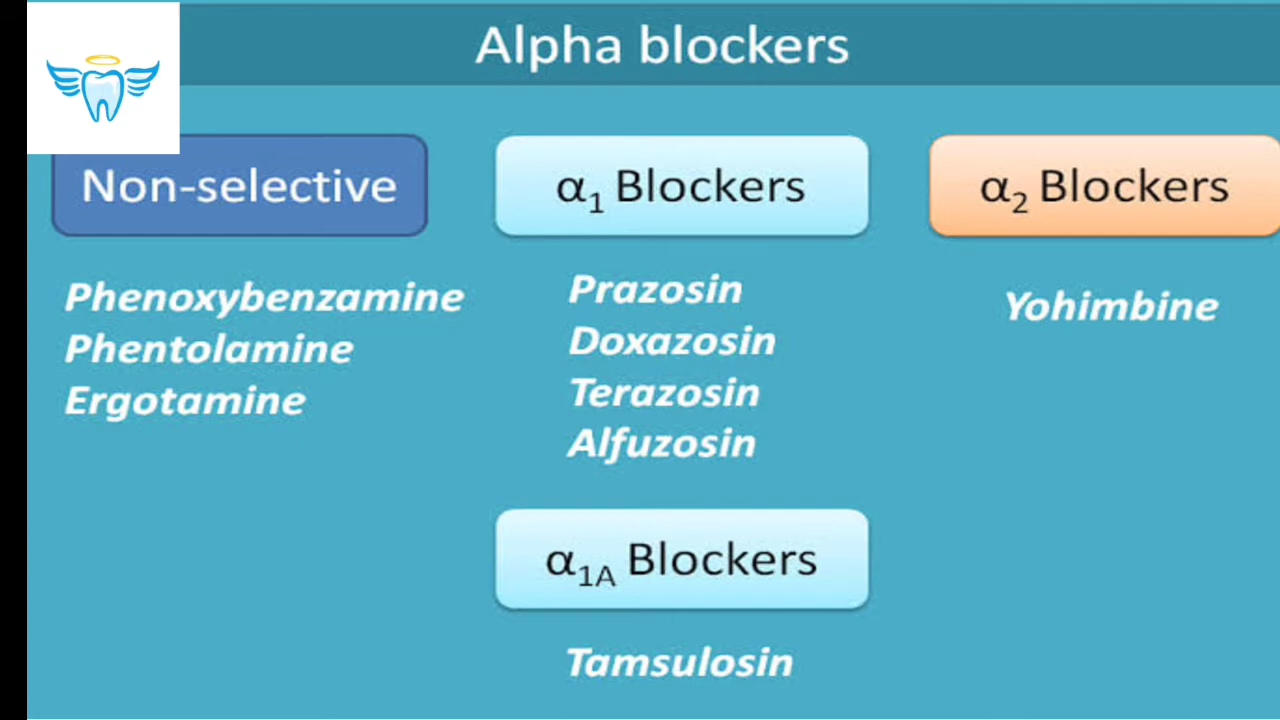 Alpha blockers
Non-selective
Phenoxybenzamine
Phentolamine
Ergotamine
α1 Blockers
Prazosin
Doxazosin
Terazosin
Alfuzosin
α1A Blockers
Tamsulosin
α2 Blockers
Yohimbine